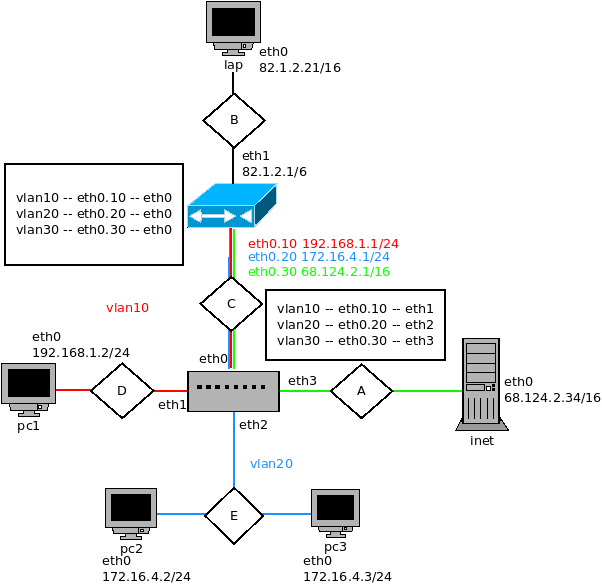 lap
eth0
82.1.2.21/16
B
eth1
82.1.2.1/6
vlan10 -- eth0.10 -- eth0
vlan20 -- eth0.20 -- eth0
vlan30 -- eth0.30 -- eth0
eth0.10 192.168.1.1/24
eth0.20 172.16.4.1/24
eth0.30 68.124.2.1/16
C
vlan10
vlan10 -- eth0.10 -- eth1
vlan20 -- eth0.20 -- eth2
vlan30 -- eth0.30 -- eth3
eth0
192.168.1.2/24
pc1
D
eth1
eth0
eth3
eth2
A
eth0
68.124.2.34/16
inet
vlan20
E
pc2
eth0
172.16.4.2/24
pc3
eth0
172.16.4.3/24